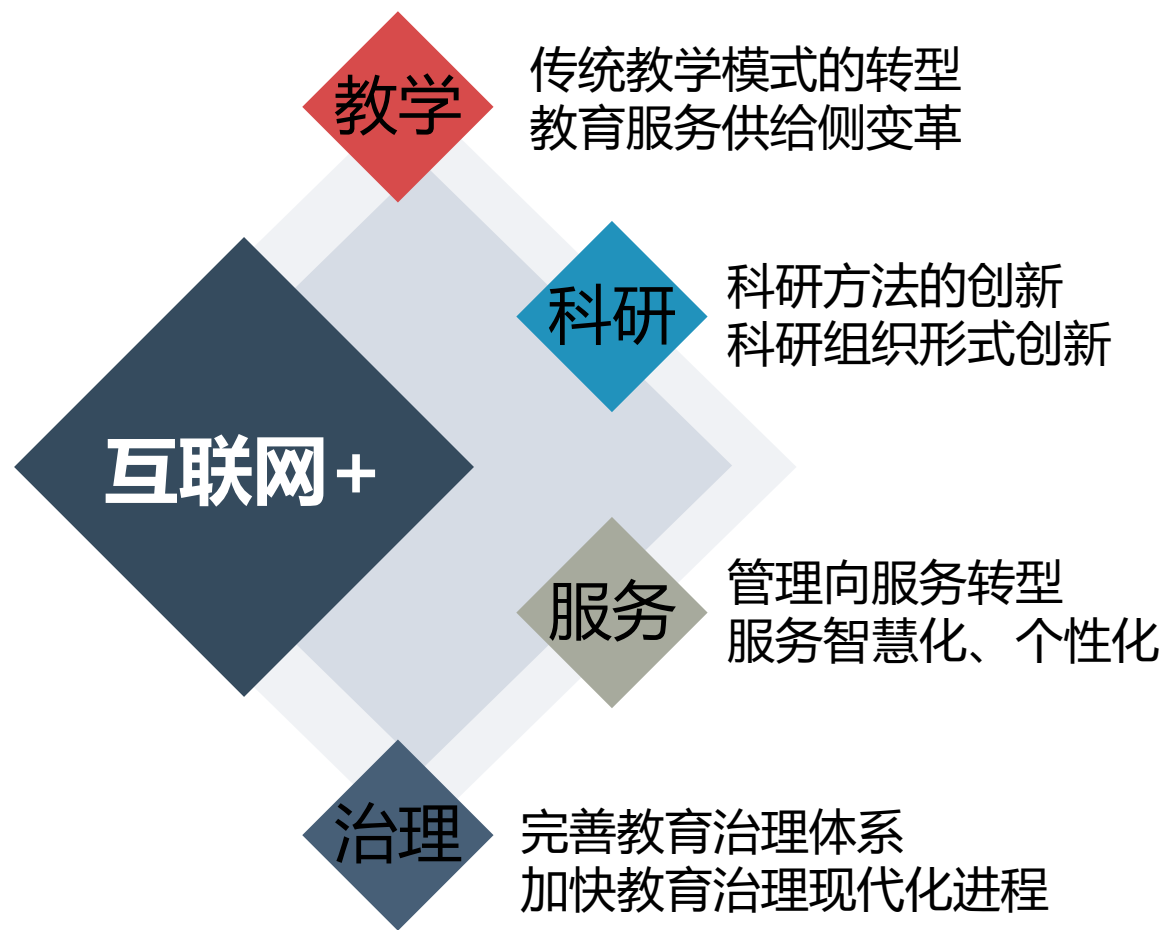 教学
传统教学模式的转型
教育服务供给侧变革
科研
科研方法的创新
科研组织形式创新
互联网+
服务
管理向服务转型
服务智慧化、个性化
治理
完善教育治理体系
加快教育治理现代化进程